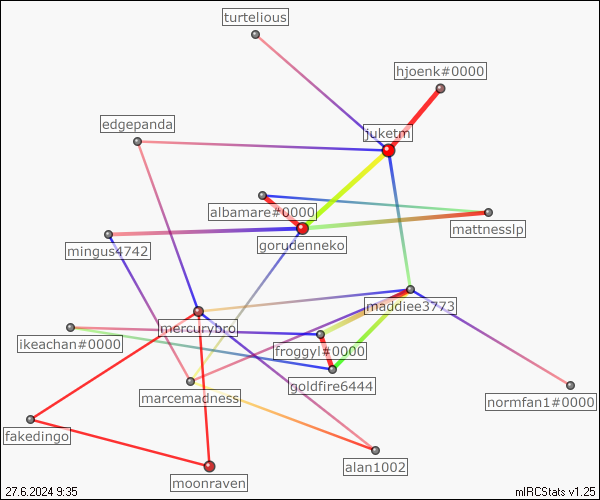 turtelious
hjoenk#0000
edgepanda
juketm
albamare#0000
mattnesslp
mingus4742
gorudenneko
maddiee3773
mercurybro
ikeachan#0000
froggyl#0000
goldfire6444
marcemadness
normfan1#0000
fakedingo
alan1002
moonraven
27.6.2024 9:35
mIRCStats v1.25